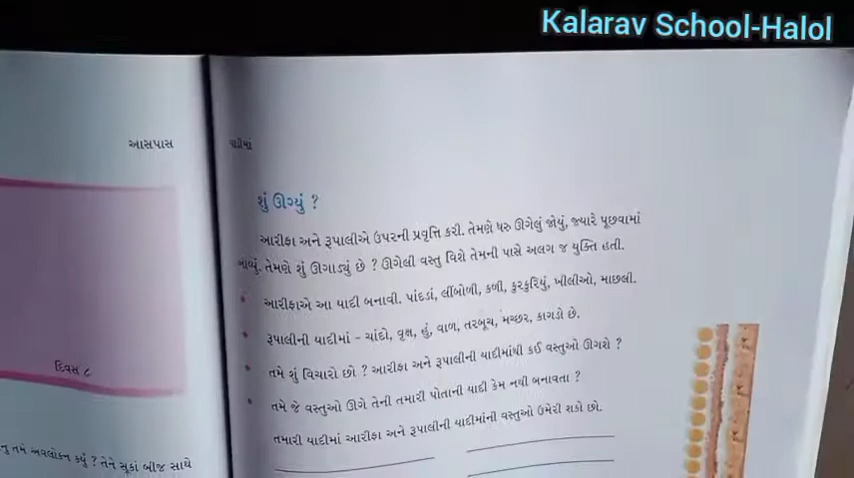 Kalarav School-Halol
આસપાસ
દિવસ ૮
તમે અવલોકન કર્યું ? તેને સૂકાં બીજ સાથે
શું ઊગ્યું ?
આરીફા અને રૂપાલીએ ઉપરની પ્રવૃત્તિ કરી. તેમણે ધરુ ઊગેલું જોયું, જ્યારે પૂછવામાં
આવ્યું. તેમણે શું ઊગાડ્યું છે ? ઊગેલી વસ્તુ વિશે તેમની પાસે અલગ જ યુક્તિ હતી.
• આરીફાએ આ યાદી બનાવી. પાંદડાં, લીંબોળી, કળી, કુરકુરિયું, ખીલીઓ, માછલી.
• રૂપાલીની યાદીમાં - ચાંદો, વૃક્ષ, હું, વાળ, તરબૂચ, મચ્છર, કાગડો છે.
• તમે શું વિચારો છો ? આરીફા અને રૂપાલીની યાદીમાંથી કઈ વસ્તુઓ ઊગશે ?
• તમે જે વસ્તુઓ ઊગે તેની તમારી પોતાની યાદી કેમ નથી બનાવતા ?
તમારી યાદીમાં આરીફા અને રૂપાલીની યાદીમાંની વસ્તુઓ ઉમેરી શકો છો.